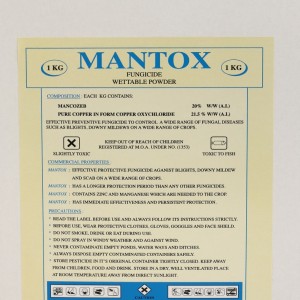 1 KG
MANTOX
1 KG
FUNGICIDE
WETTABLE POWDER
COMPOSITION : EACH KG CONTAINS:
MANCOZEB 20% W/W (A.I.)
PURE COPPER IN FORM COPPER OXYCHLORIDE 25.5 % W/W (A.I.)
EFFECTIVE PREVENTIVE FUNGICIDE TO CONTROL A WIDE RANGE OF FUNGAL DISEASES
SUCH AS BLIGHTS, DOWNY MILDEWS ON A WIDE RANGE OF CROPS.
KEEP OUT OF REACH OF CHILDREN
REGISTERED AT M.O.A. UNDER NO. (1353)
SLIGHTLY TOXIC
TOXIC TO FISH
COMMERCIAL PROPERTIES:
MANTOX : EFFECTIVE PROTECTIVE FUNGICIDE AGAINST BLIGHTS, DOWNY MILDEW
AND SCAB ON A WIDE RANGE OF CROPS.
MANTOX : HAS A LONGER PROTECTION PERIOD THAN ANY OTHER FUNGICIDES.
MANTOX : CONTAINS ZINC AND MANGANESE WHICH ARE NEEDED TO THE CROP.
MANTOX : HAS IMMEDIATE EFFECTIVENESS AND PERSISTENT PROTECTION.
PRECAUTIONS
* READ THE LABEL BEFORE USE AND ALWAYS FOLLOW ITS INSTRUCTIONS STRICTLY.
* BEFORE USE, WEAR PROTECTIVE CLOTHES, GLOVES, GOGGLES AND FACE DUST
* DO NOT SMOKE, DRINK OR EAT DURING USE.
* DO NOT SPRAY IN WINDY WEATHER AND AGAINST WIND.
* NEVER CONTAMINATE EMPTY PONDS, WATER WAYS AND DITCHES.
* ALWAYS DISPOSE EMPTY CONTAMINATED CONTAINERS SAFELY.
* STORE PESTICIDE IN IT'S ORIGINAL CONTAINER TIGHTLY CLOSET. KEEP AWAY
FROM CHILDREN, FOOD AND DRINK. STORE IN A DRY, WELL VENTILATED PLACE
AT ROOM TEMPERATURE AWAY FROM DIRECT SUNLIGHT.